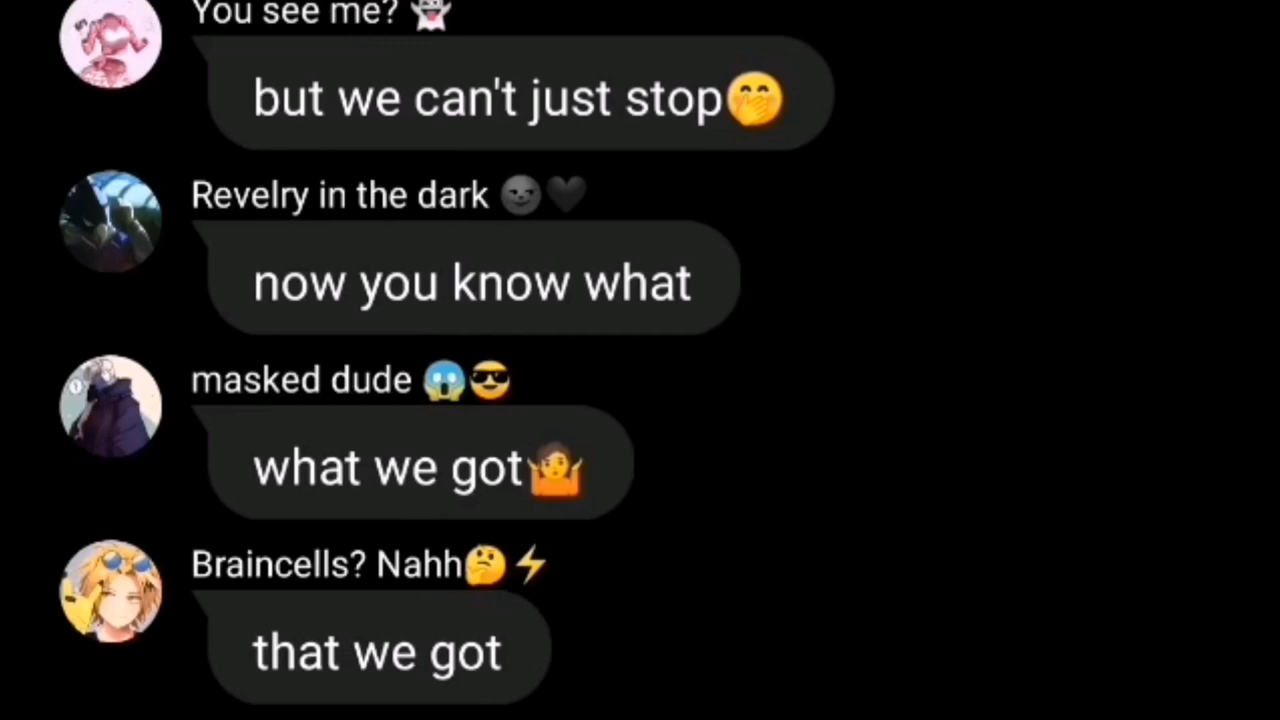 You see me? 👻
but we can't just stop🤭
Revelry in the dark 🌚🖤
now you know what
masked dude 😱😎
what we got🤷
Braincells? Nahh🤔⚡
that we got